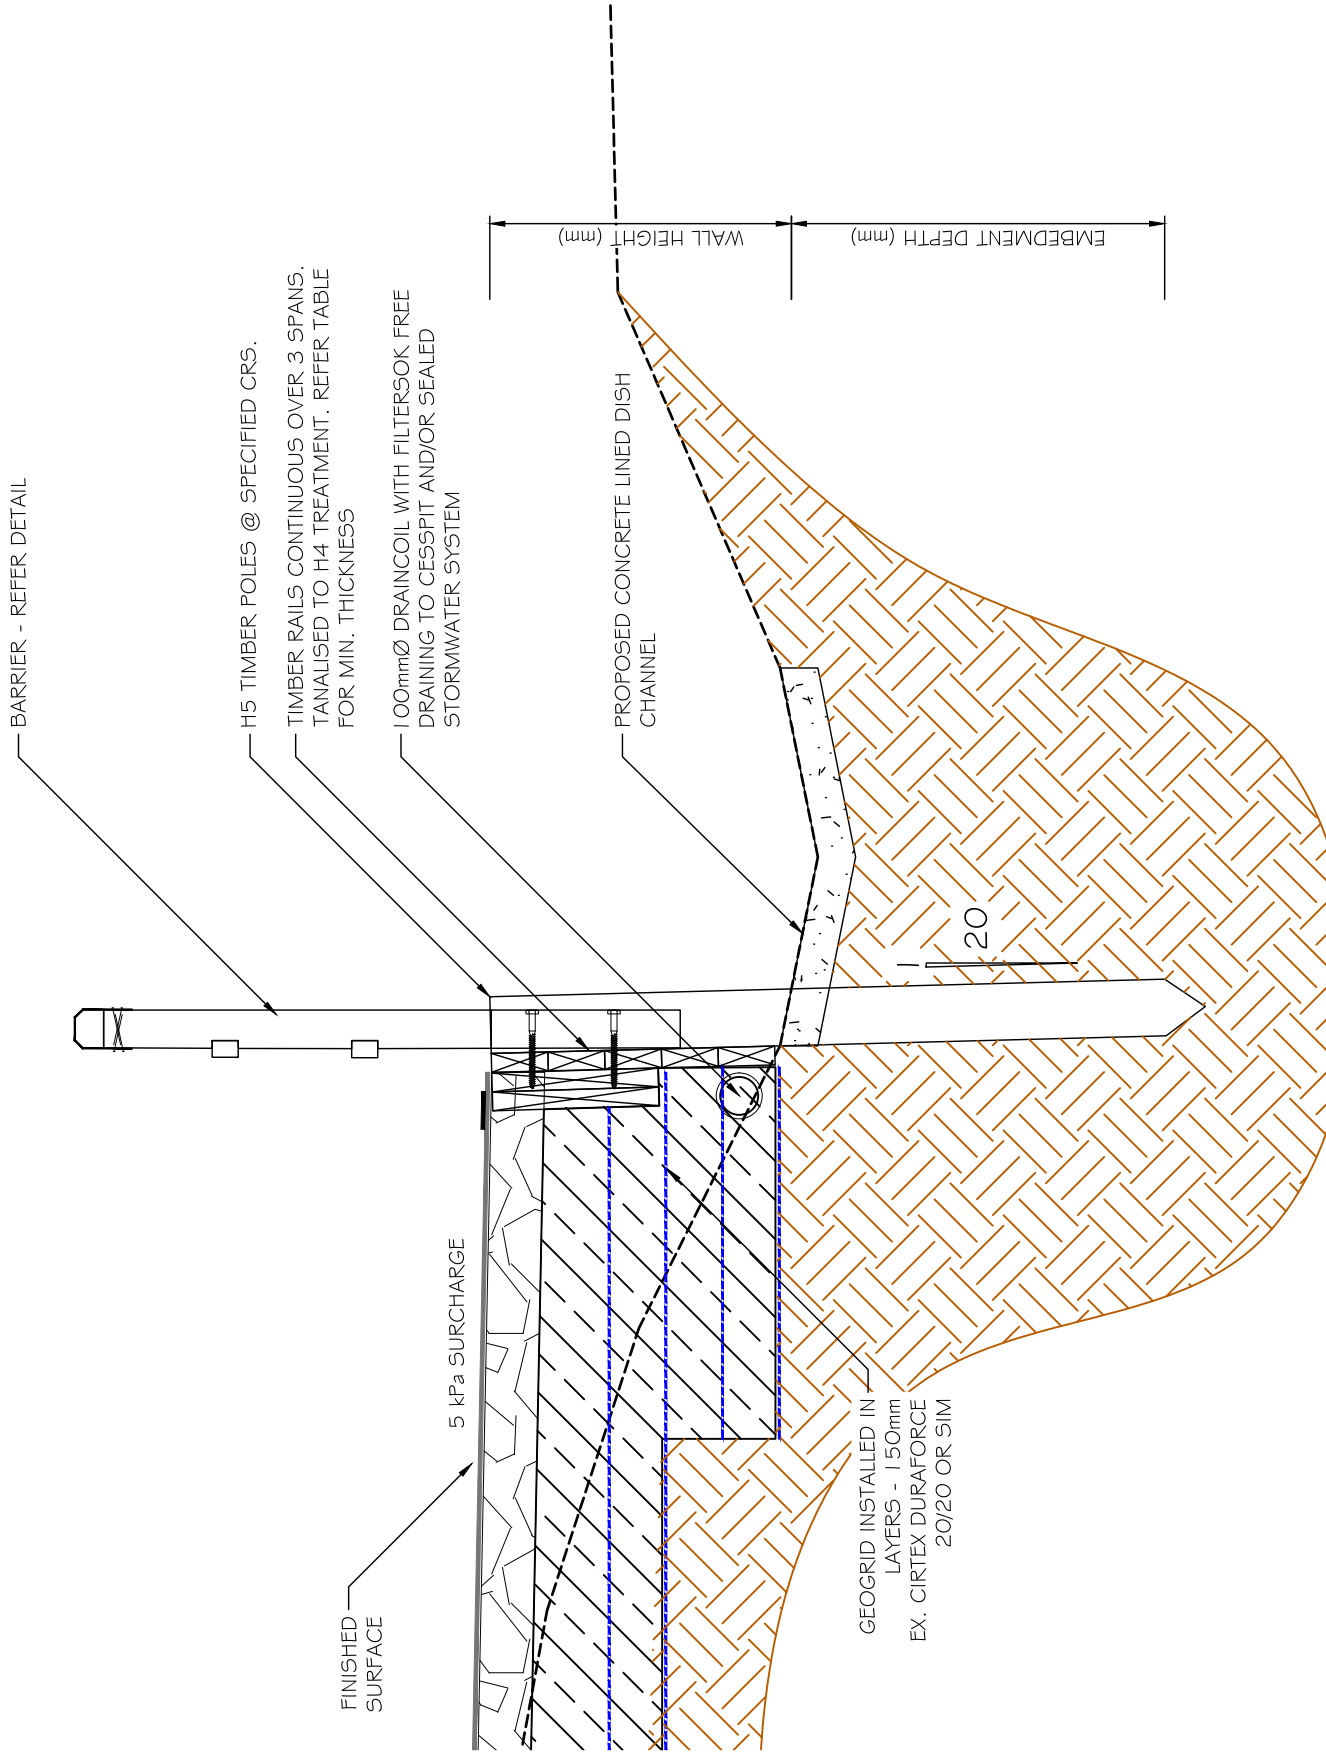 BARRIER - REFER DETAIL
H5 TIMBER POLES @ SPECIFIED CRS.
TIMBER RAILS CONTINUOUS OVER 3 SPANS.
TANALISED TO H4 TREATMENT. REFER TABLE
FOR MIN. THICKNESS
100mmØ DRAINCOIL WITH FILTERSOK FREE
DRAINING TO CESSPIT AND/OR SEALED
STORMWATER SYSTEM
PROPOSED CONCRETE LINED DISH
CHANNEL
WALL HEIGHT (mm)
EMBEDMENT DEPTH (mm)
1
20
5 kPa SURCHARGE
FINISHED
SURFACE
GEOGRID INSTALLED IN
LAYERS - 150mm
EX. CIRTEX DURAFORCE
20/20 OR SIM